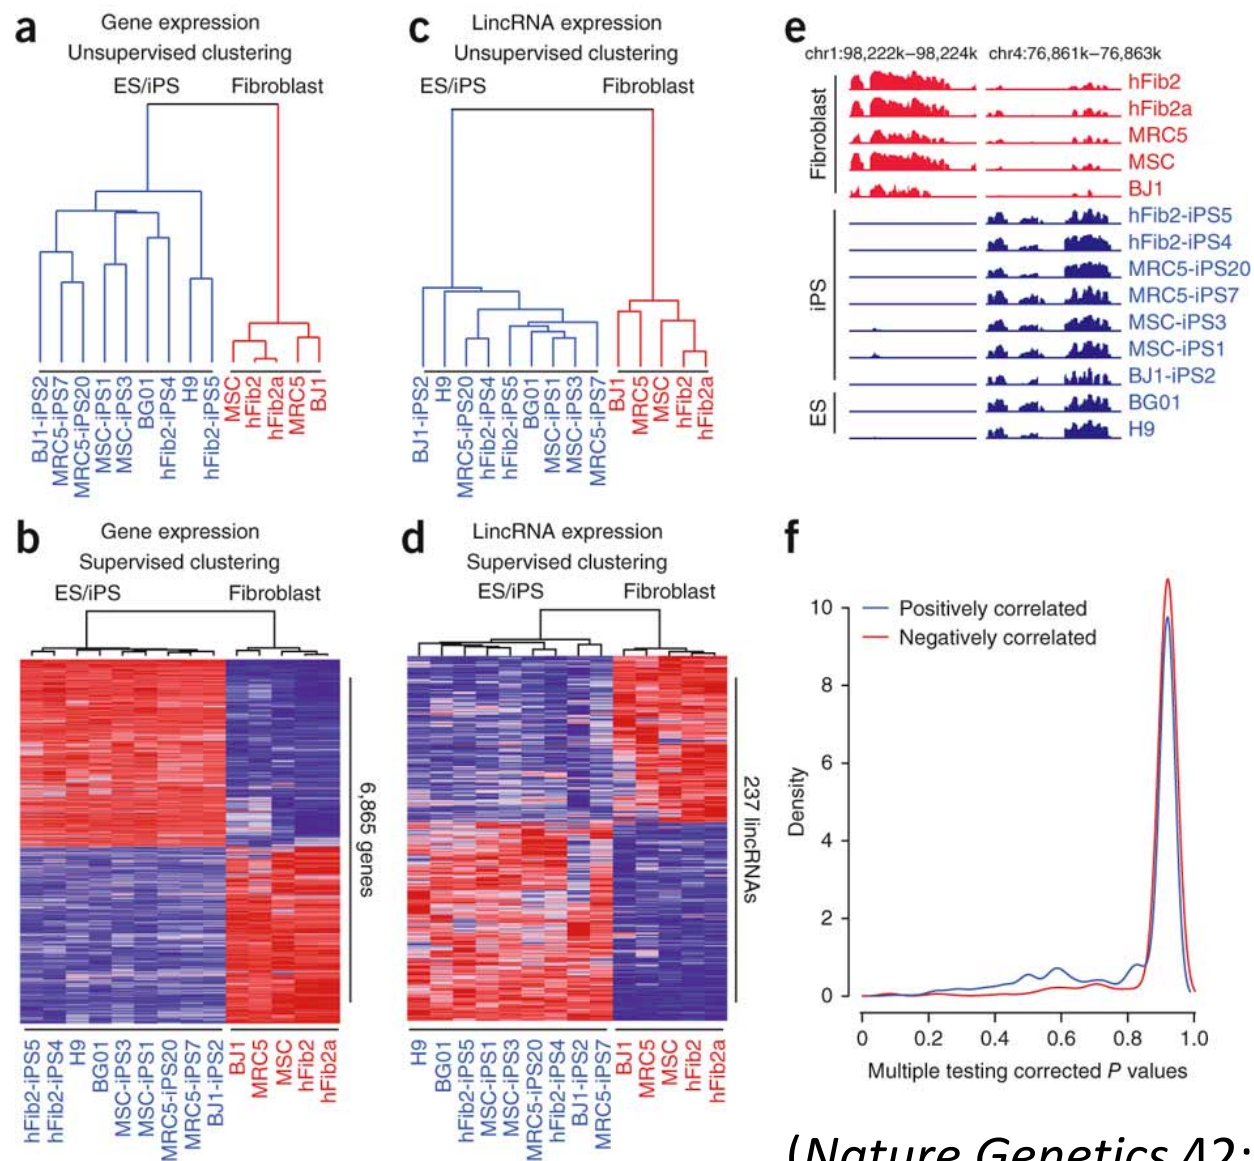 a
Gene expression
Unsupervised clustering
ES/iPS
Fibroblast
BJ1-iPS2
MRC5-iPS7
MRC5-iPS20
MSC-iPS1
MSC-iPS3
BG01
hFib2-iPS4
H9
hFib2-iPS5
MSC
hFib2
hFib2a
MRC5
BJ1
c
LincRNA expression
Unsupervised clustering
ES/iPS
Fibroblast
BJ1-iPS2
H9
MRC5-iPS20
hFib2-iPS4
hFib2-iPS5
BG01
MSC-iPS1
MSC-iPS3
MRC5-iPS7
BJ1
MRC5
MSC
hFib2
hFib2a
e
chr1:98,222k–98,224k
chr4:76,861k–76,863k
Fibroblast
hFib2
hFib2a
MRC5
MSC
BJ1
iPS
hFib2-iPS5
hFib2-iPS4
MRC5-iPS20
MRC5-iPS7
MSC-iPS3
MSC-iPS1
BJ1-iPS2
ES
BG01
H9
b
Gene expression
Supervised clustering
ES/iPS
Fibroblast
6,865 genes
hFib2-iPS5
hFib2-iPS4
H9
BG01
MSC-iPS3
MSC-iPS1
MRC5-iPS20
MRC5-iPS7
BJ1-iPS2
BJ1
MRC5
MSC
hFib2
hFib2a
d
LincRNA expression
Supervised clustering
ES/iPS
Fibroblast
237 lincRNAs
H9
BG01
hFib2-iPS5
MSC-iPS1
MSC-iPS3
MRC5-iPS20
hFib2-iPS4
BJ1-iPS2
MRC5-iPS7
BJ1
MRC5
MSC
hFib2
hFib2a
f
Positively correlated
Negatively correlated
Density
10
8
6
4
2
0
0
0.2
0.4
0.6
0.8
1.0
Multiple testing corrected P values
(Nature Genetics 42: